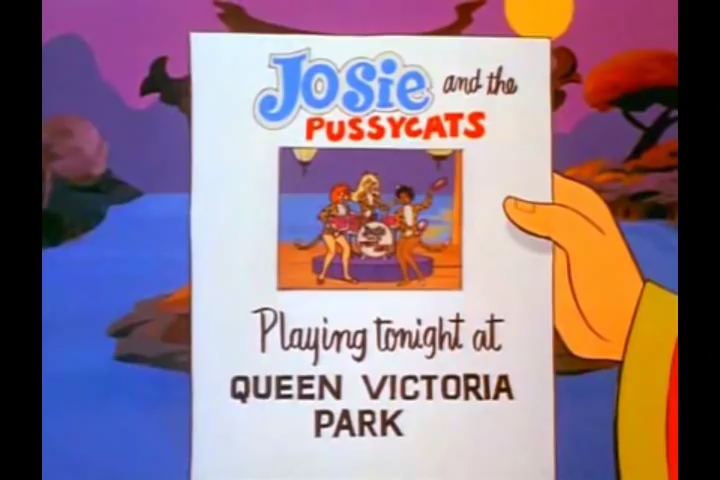 Josie and the
PUSSYCATS
Playing tonight at
QUEEN VICTORIA
PARK